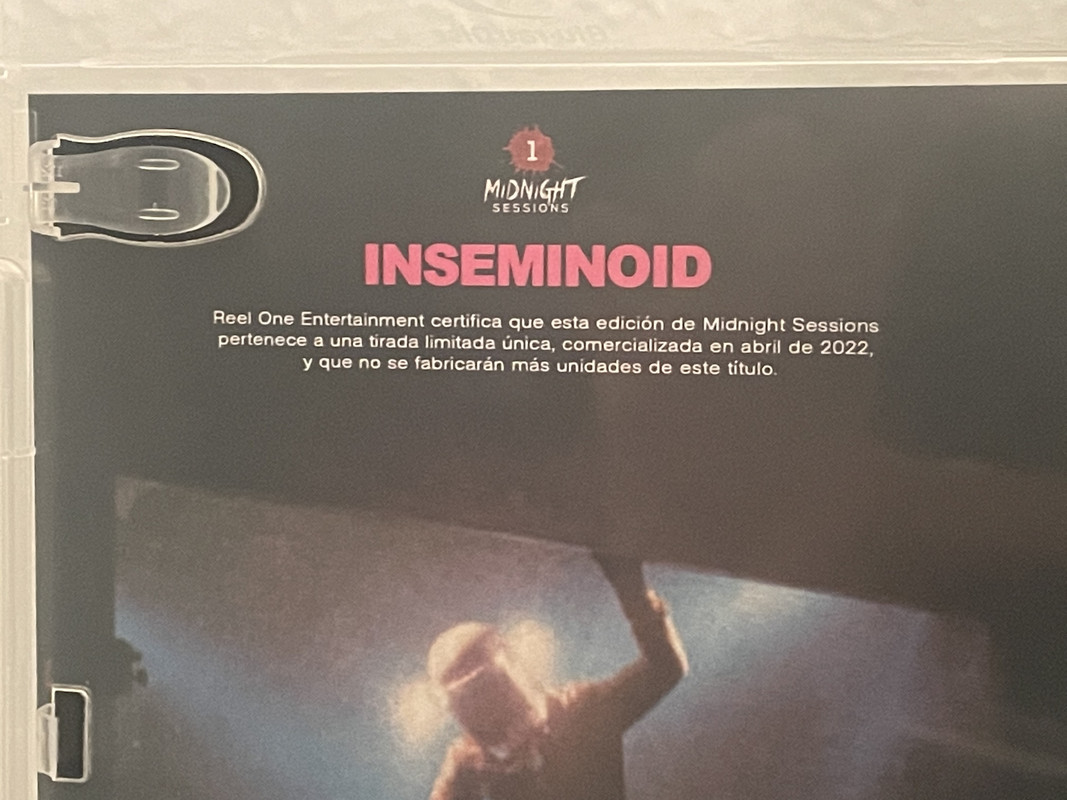 1
MIDNIGHT
SESSIONS
INSEMINOID
Reel One Entertainment certifica que esta edición de Midnight Sessions
pertenece a una tirada limitada única, comercializada en abril de 2022,
y que no se fabricarán más unidades de este título.